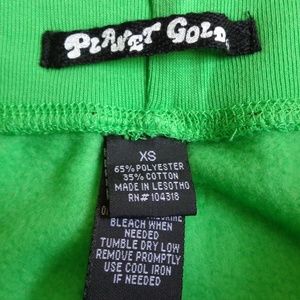 PLANET GOLD
XS
65% POLYESTER
35% COTTON
MADE IN LESOTHO
RN# 104318
BLEACH WHEN
NEEDED
TUMBLE DRY LOW
REMOVE PROMPTLY
USE COOL IRON
IF NEEDED